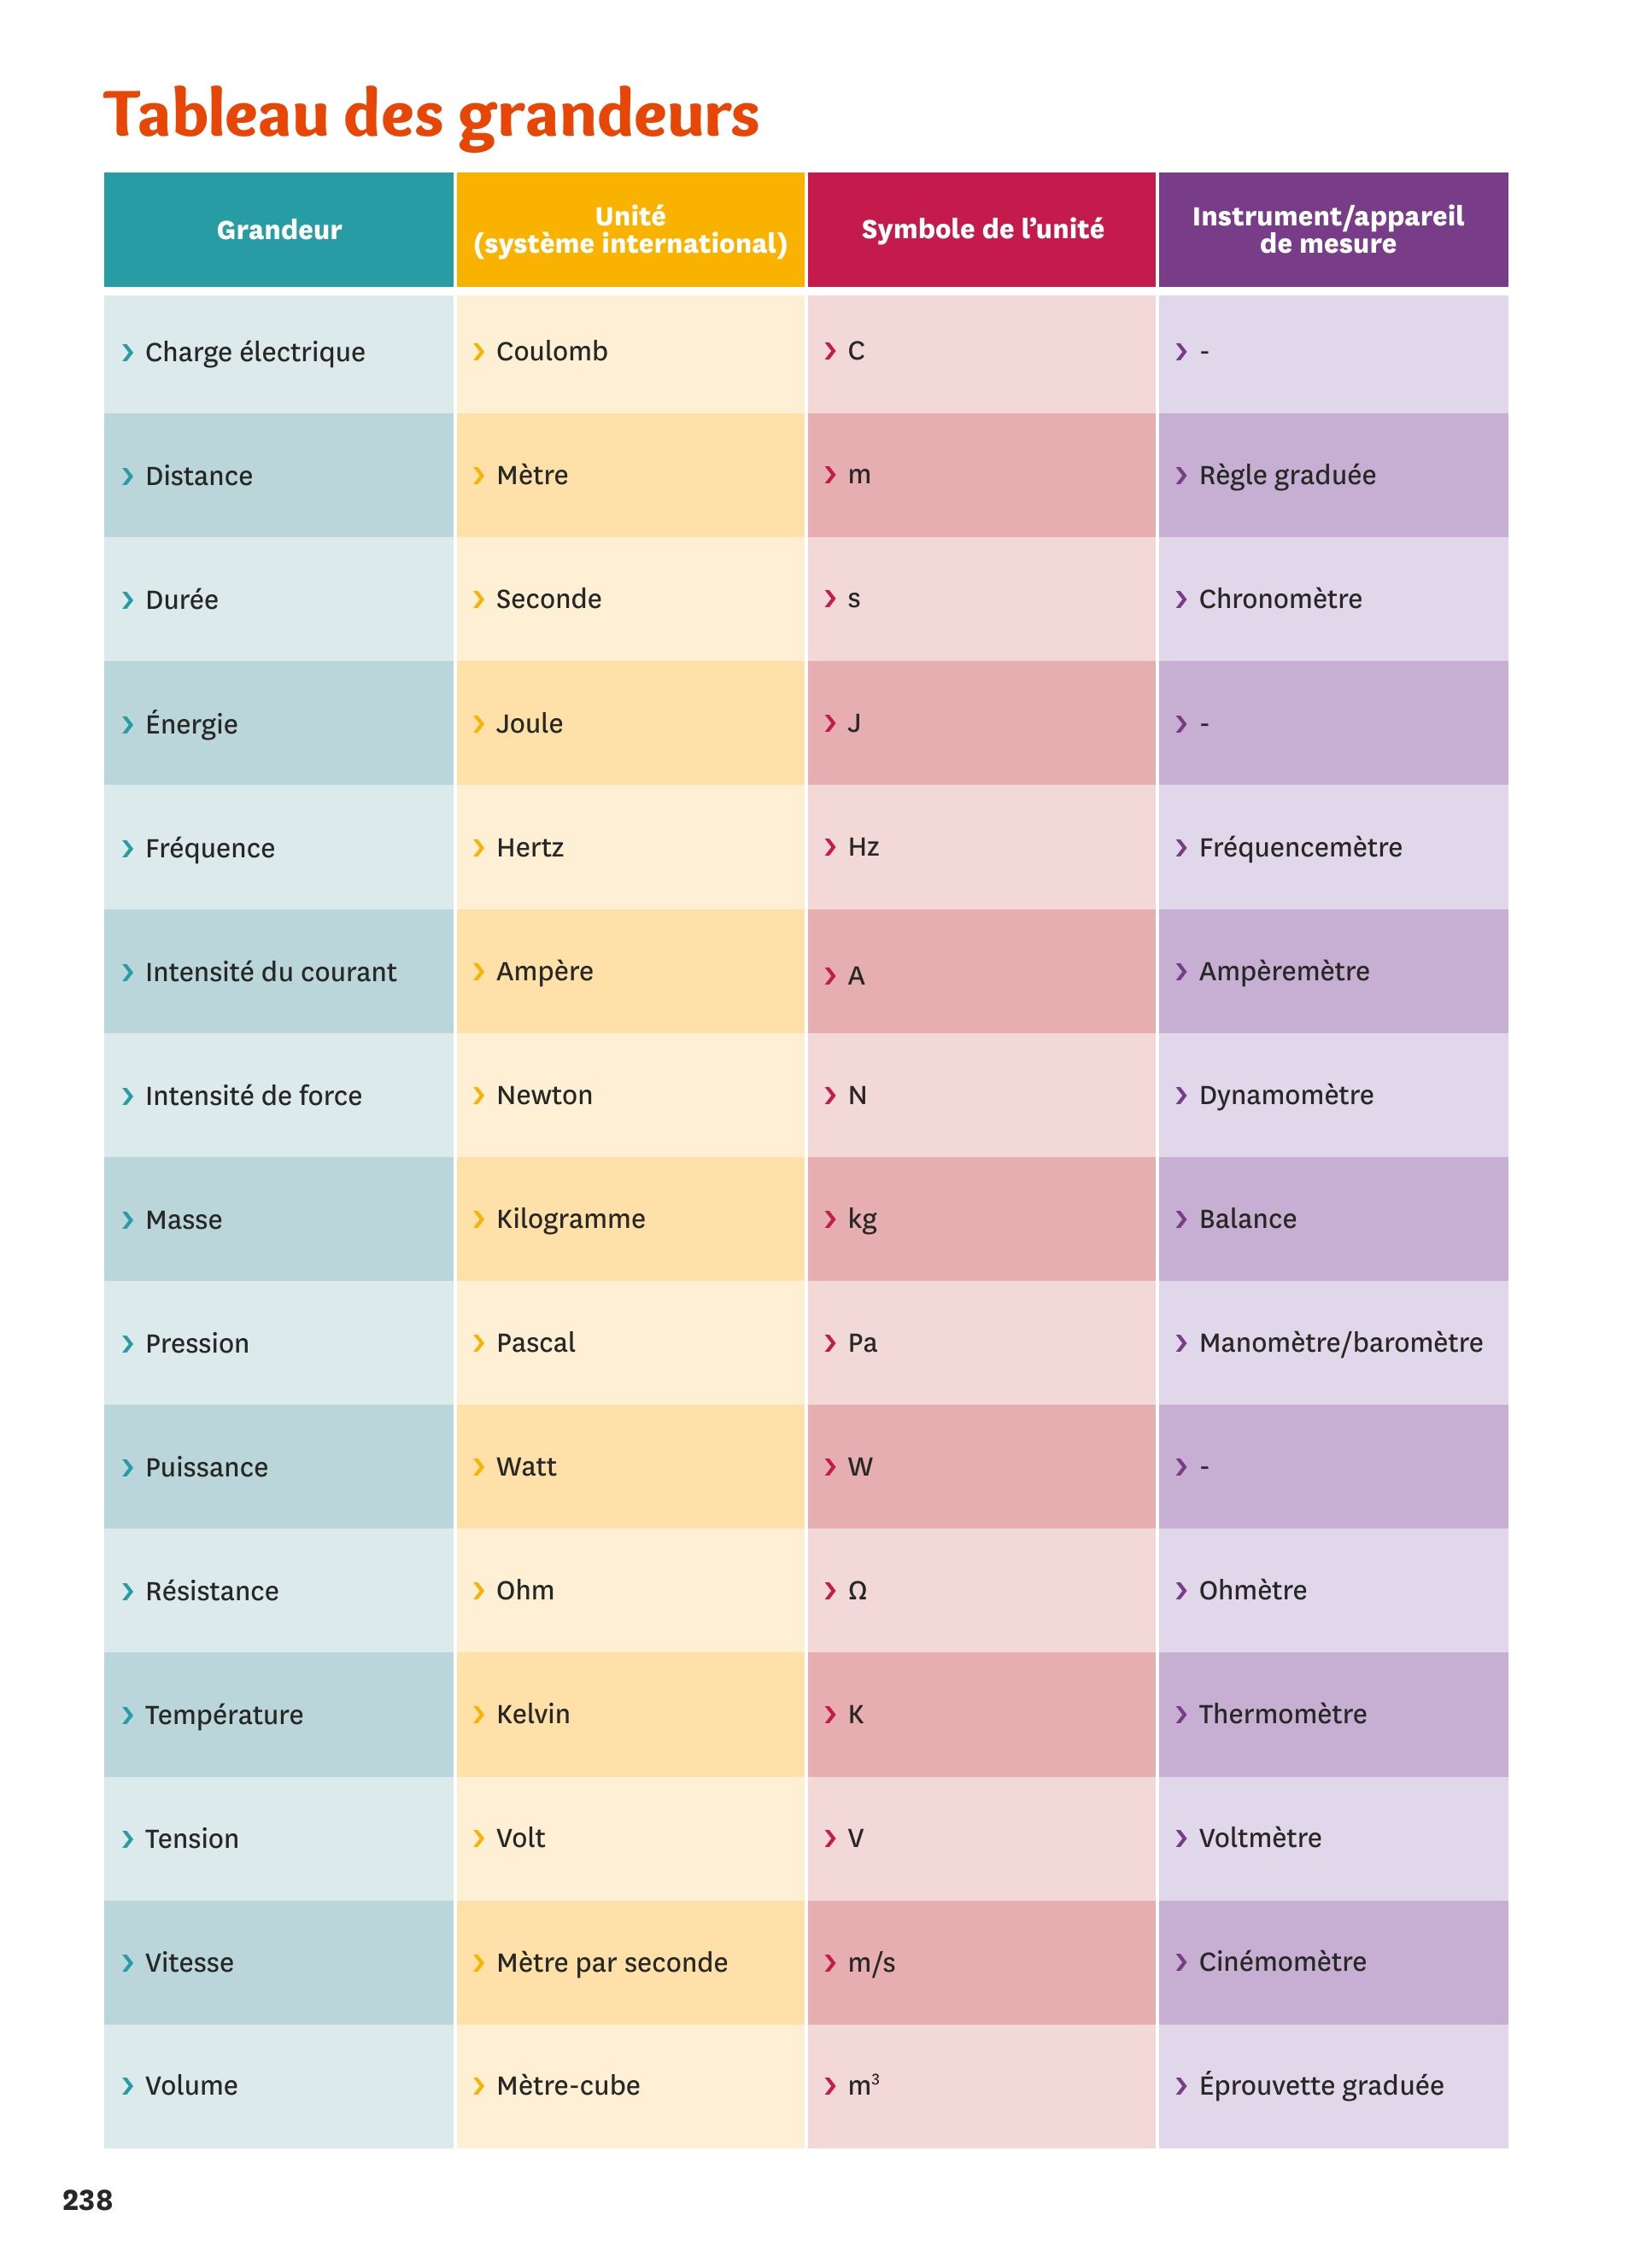 Tableau des grandeurs
Grandeur
Unité
(système international)
Symbole de l’unité
Instrument/appareil
de mesure
› Charge électrique › Coulomb › C › -
› Distance › Mètre › m › Règle graduée
› Durée › Seconde › s › Chronomètre
› Énergie › Joule › J › -
› Fréquence › Hertz › Hz › Fréquencemètre
› Intensité du courant › Ampère › A › Ampèremètre
› Intensité de force › Newton › N › Dynamomètre
› Masse › Kilogramme › kg › Balance
› Pression › Pascal › Pa › Manomètre/baromètre
› Puissance › Watt › W › -
› Résistance › Ohm › Ω › Ohmètre
› Température › Kelvin › K › Thermomètre
› Tension › Volt › V › Voltmètre
› Vitesse › Mètre par seconde › m/s › Cinémomètre
› Volume › Mètre-cube › m³ › Éprouvette graduée
238